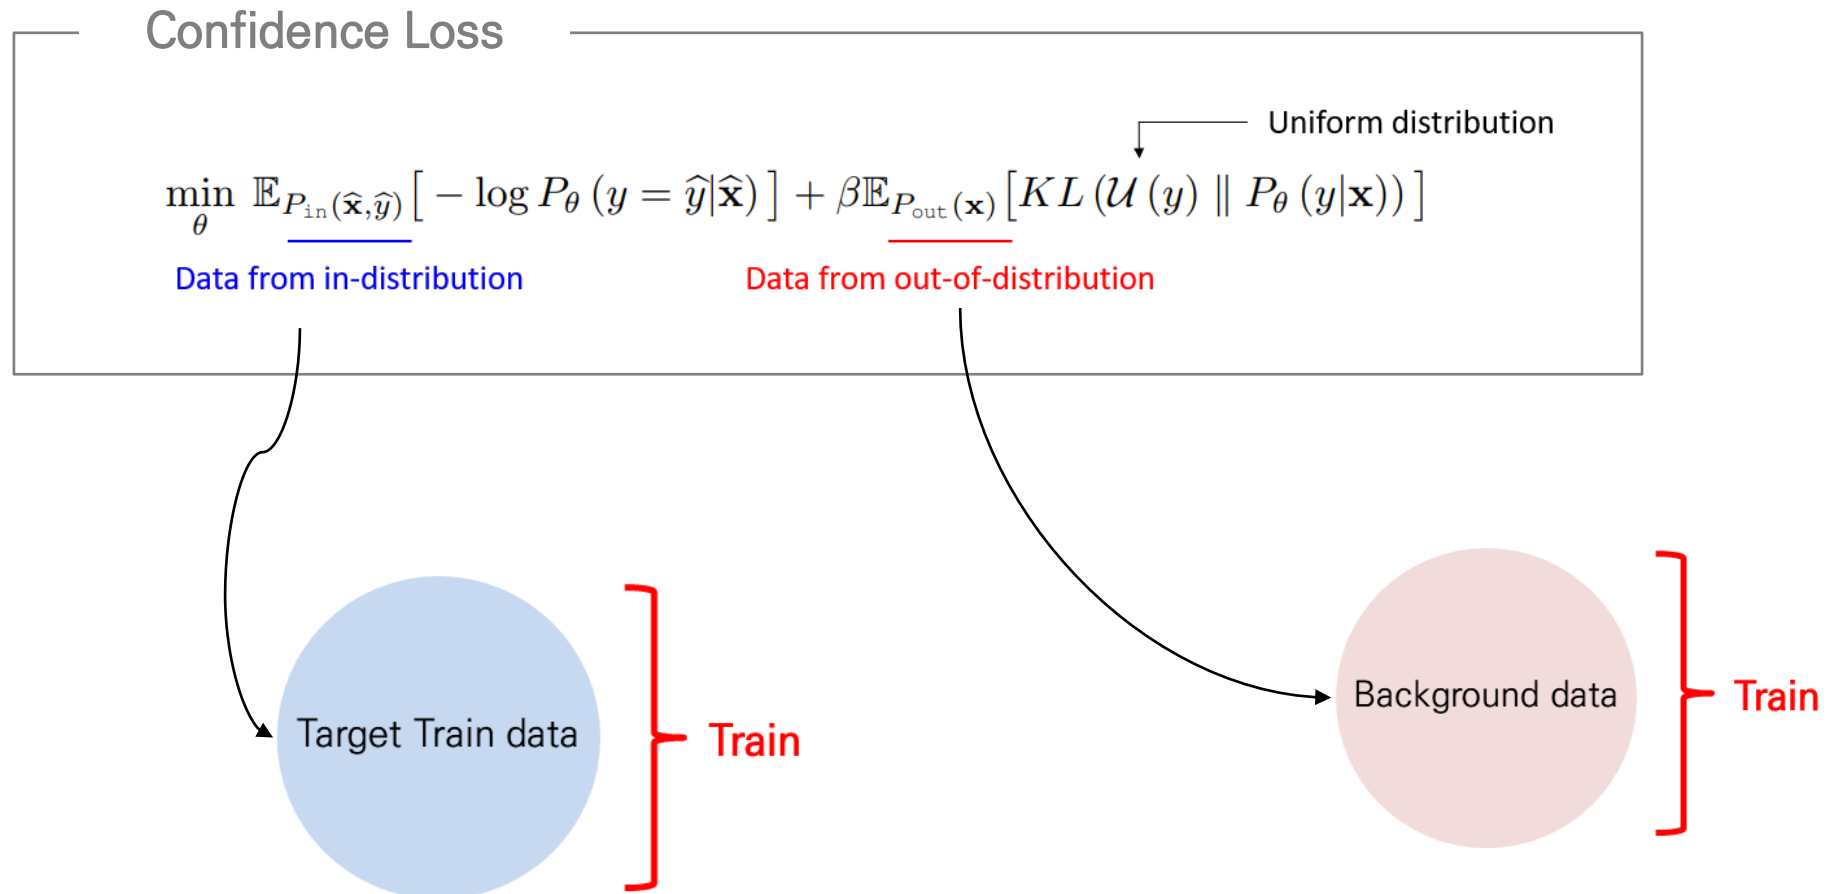 Confidence Loss
Uniform distribution
min_θ 𝔼_{P_in(x̂,ŷ)}[ − log P_θ (y = ŷ|x̂) ] + β𝔼_{P_out(x)}[KL (𝒰 (y) ∥ P_θ (y|x)) ]
Data from in-distribution
Data from out-of-distribution
Target Train data
Train
Background data
Train